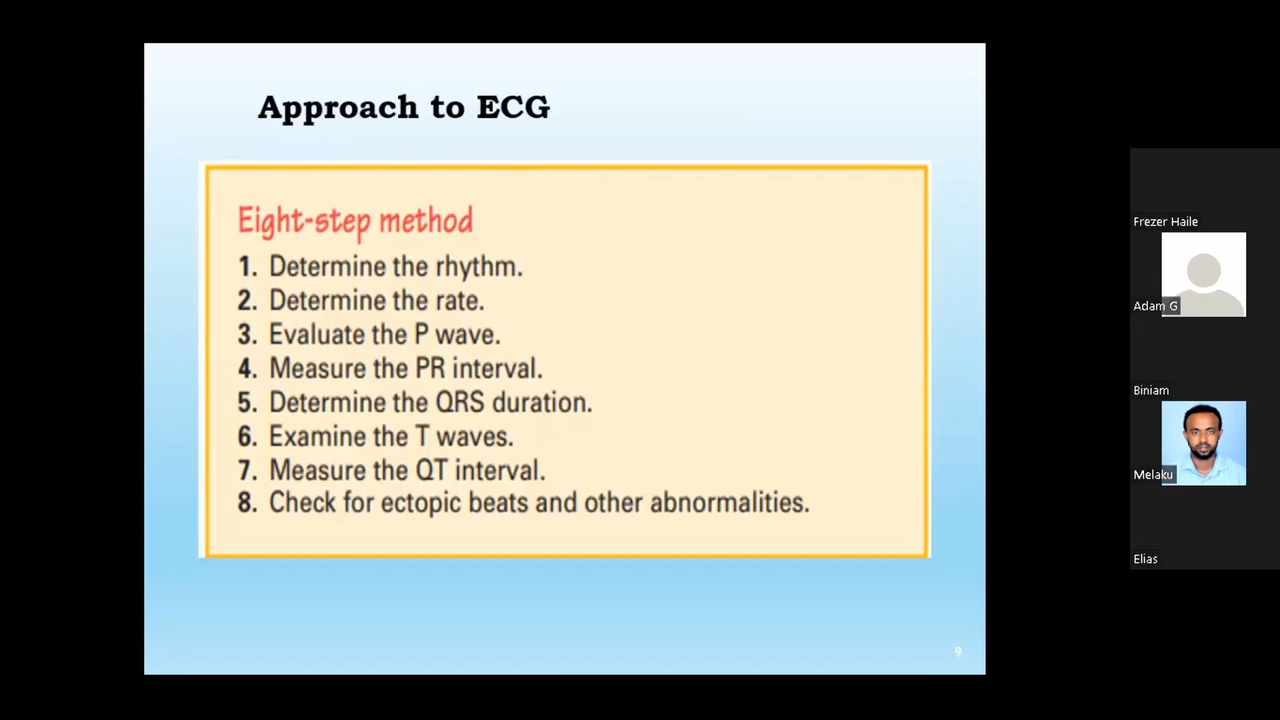 Approach to ECG
Eight-step method
1. Determine the rhythm.
2. Determine the rate.
3. Evaluate the P wave.
4. Measure the PR interval.
5. Determine the QRS duration.
6. Examine the T waves.
7. Measure the QT interval.
8. Check for ectopic beats and other abnormalities.
9
Frezer Haile
Adam G
Biniam
Melaku
Elias